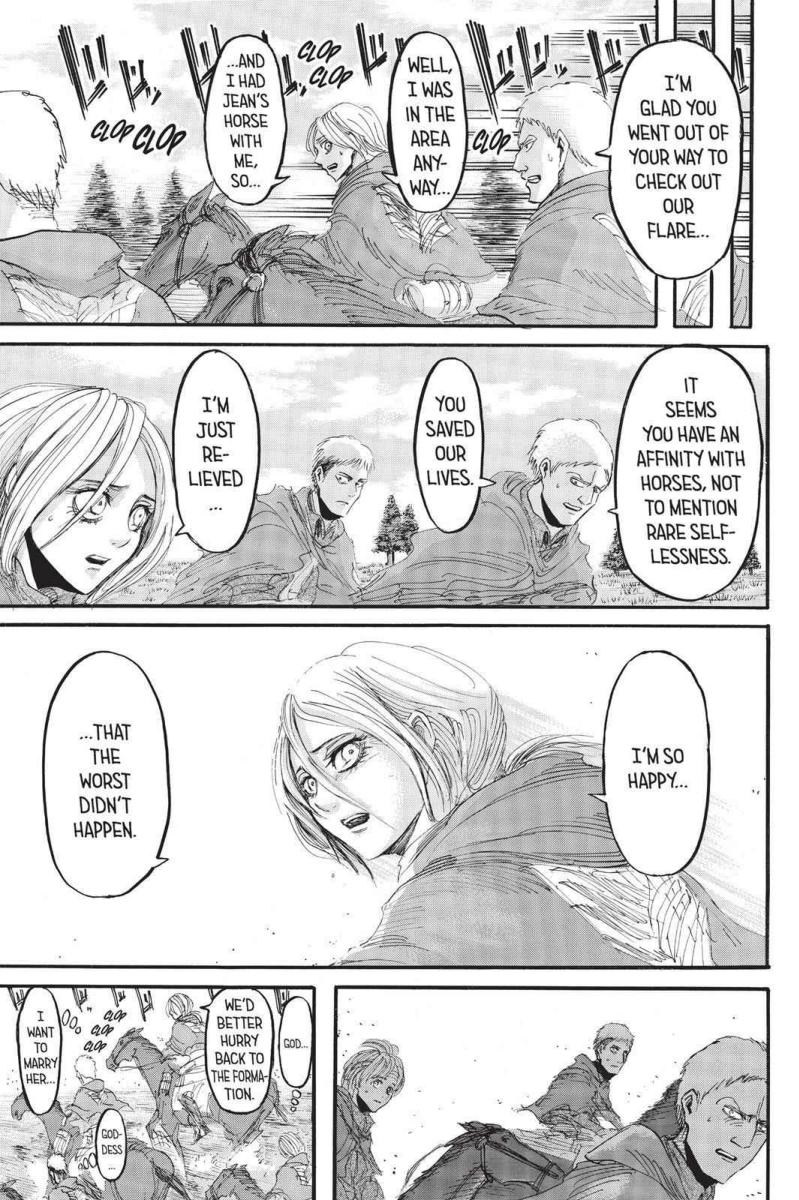 I'M
GLAD YOU
WENT OUT OF
YOUR WAY TO
CHECK OUT
OUR
FLARE...
CLOP
WELL,
I WAS
IN THE
AREA
ANY-
WAY...
CLOP
CLOP
...AND
I HAD
JEAN'S
HORSE
WITH
ME,
SO...
CLOP
CLOP
IT
SEEMS
YOU HAVE AN
AFFINITY WITH
HORSES, NOT
TO MENTION
RARE SELF-
LESSNESS.
YOU
SAVED
OUR
LIVES.
I'M
JUST
RE-
LIEVED
...
I'M SO
HAPPY...
...THAT
THE
WORST
DIDN'T
HAPPEN.
GOD...
WE'D
BETTER
HURRY
BACK TO
THE FORMA-
TION.
CLOP
CLOP
CLOP
GOD-
DESS
...
I
WANT
TO
MARRY
HER...